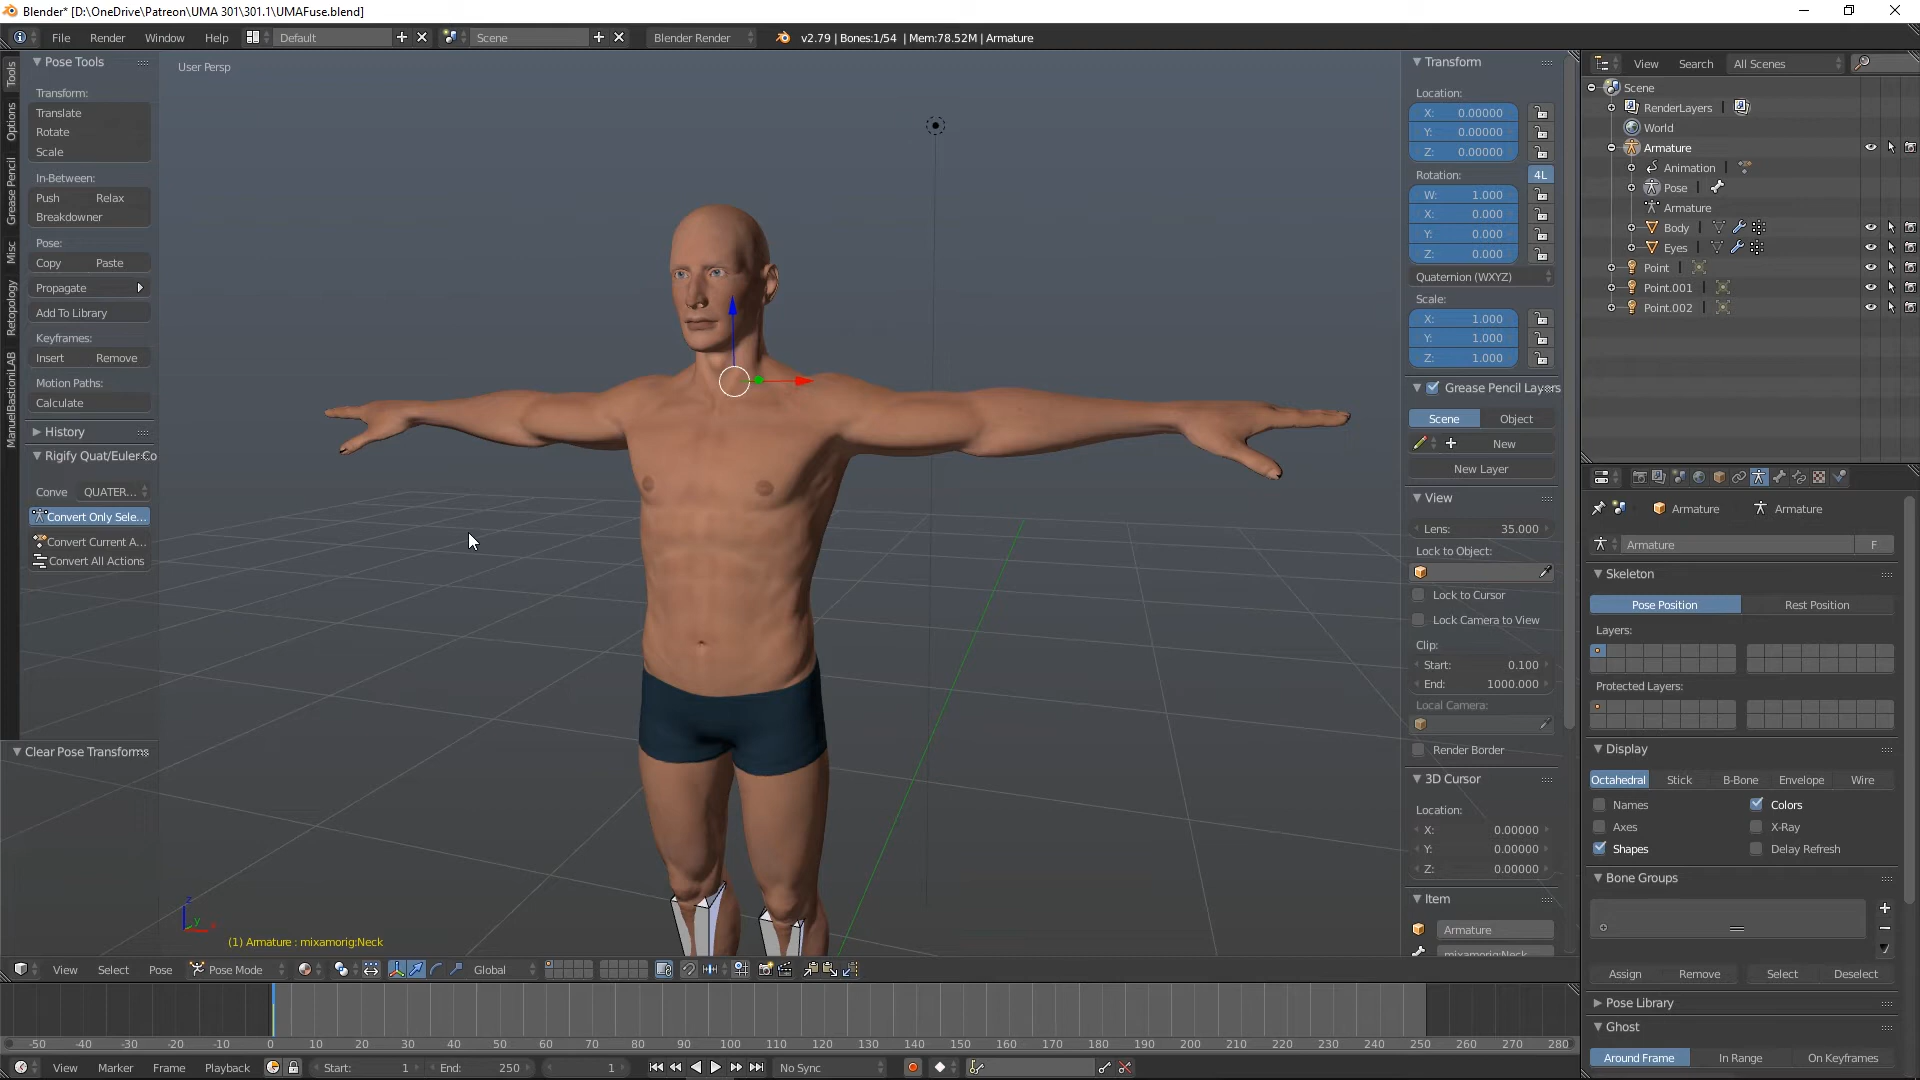 Blender* [D:\OneDrive\Patreon\UMA 301\301.1\UMAFuse.blend]
File Render Window Help Default Scene Blender Render v2.79 | Bones:1/54 | Mem:78.52M | Armature
Tools
Options
Grease Pencil
Misc
Retopology
ManuelBastioniLAB
Pose Tools
Transform:
Translate
Rotate
Scale
In-Between:
Push Relax
Breakdowner
Pose:
Copy Paste
Propagate
Add To Library
Keyframes:
Insert Remove
Motion Paths:
Calculate
History
Rigify Quat/Euler Co
Conve QUATER...
Convert Only Sele...
Convert Current A...
Convert All Actions
Clear Pose Transforms
User Persp
z
y
x
(1) Armature : mixamorig:Neck
Transform
Location:
X: 0.00000
Y: 0.00000
Z: 0.00000
Rotation: 4L
W: 1.000
X: 0.000
Y: 0.000
Z: 0.000
Quaternion (WXYZ)
Scale:
X: 1.000
Y: 1.000
Z: 1.000
Grease Pencil Layers
Scene Object
New
New Layer
View
Lens: 35.000
Lock to Object:
Lock to Cursor
Lock Camera to View
Clip:
Start: 0.100
End: 1000.000
Local Camera:
Render Border
3D Cursor
Location:
X: 0.00000
Y: 0.00000
Z: 0.00000
Item
Armature
mixamorig:Neck
View Search All Scenes
Scene
RenderLayers
World
Armature
Animation
Pose
Armature
Body
Eyes
Point
Point.001
Point.002
Armature Armature
Armature F
Skeleton
Pose Position Rest Position
Layers:
Protected Layers:
Display
Octahedral Stick B-Bone Envelope Wire
Names Colors
Axes X-Ray
Shapes Delay Refresh
Bone Groups
Assign Remove Select Deselect
Pose Library
Ghost
Around Frame In Range On Keyframes
View Select Pose Pose Mode Global
-50 -40 -30 -20 -10 0 10 20 30 40 50 60 70 80 90 100 110 120 130 140 150 160 170 180 190 200 210 220 230 240 250 260 270 280
View Marker Frame Playback Start: 1 End: 250 1 No Sync